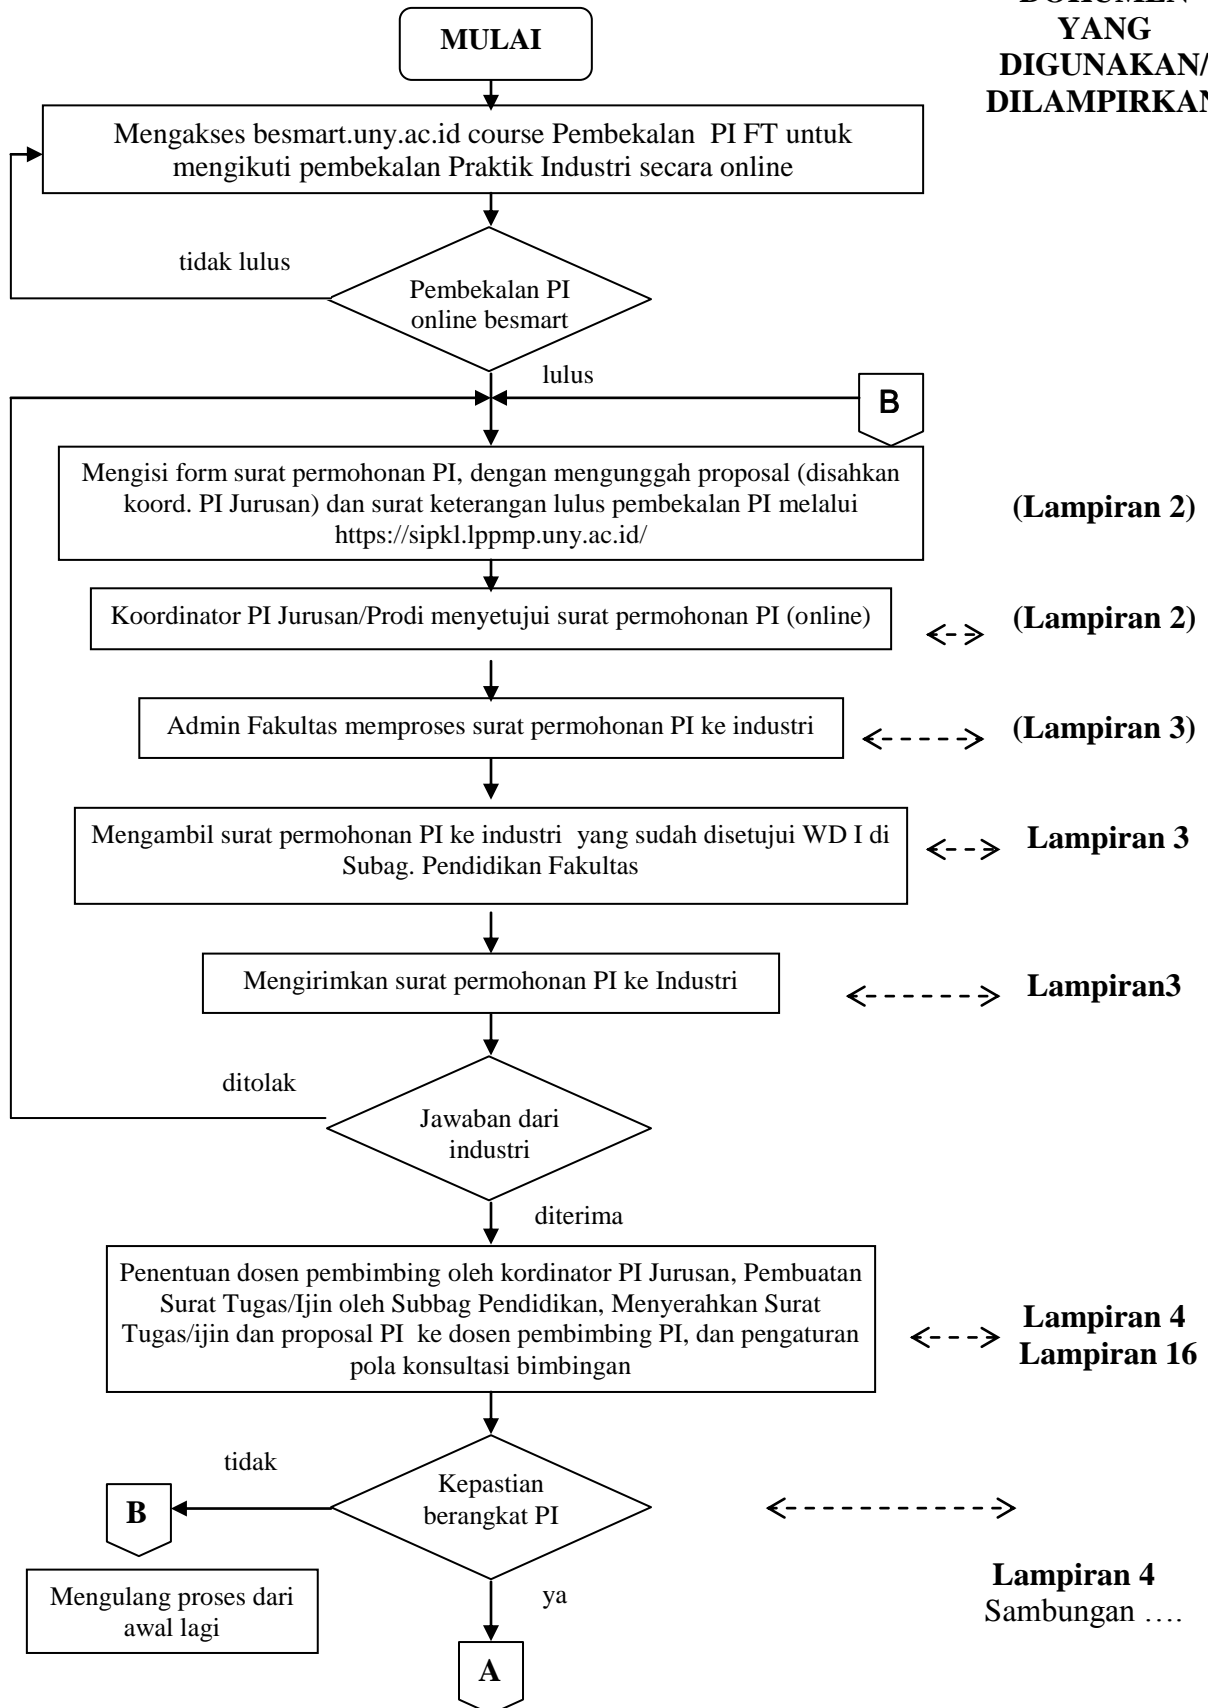 DOKUMEN
YANG
DIGUNAKAN/
DILAMPIRKAN
MULAI
Mengakses besmart.uny.ac.id course Pembekalan PI FT untuk
mengikuti pembekalan Praktik Industri secara online
tidak lulus
Pembekalan PI
online besmart
lulus
B
Mengisi form surat permohonan PI, dengan mengunggah proposal (disahkan
koord. PI Jurusan) dan surat keterangan lulus pembekalan PI melalui
https://sipkl.lppmp.uny.ac.id/
(Lampiran 2)
Koordinator PI Jurusan/Prodi menyetujui surat permohonan PI (online)
(Lampiran 2)
Admin Fakultas memproses surat permohonan PI ke industri
(Lampiran 3)
Mengambil surat permohonan PI ke industri yang sudah disetujui WD I di
Subag. Pendidikan Fakultas
Lampiran 3
Mengirimkan surat permohonan PI ke Industri
Lampiran3
ditolak
Jawaban dari
industri
diterima
Penentuan dosen pembimbing oleh kordinator PI Jurusan, Pembuatan
Surat Tugas/Ijin oleh Subbag Pendidikan, Menyerahkan Surat
Tugas/ijin dan proposal PI ke dosen pembimbing PI, dan pengaturan
pola konsultasi bimbingan
Lampiran 4
Lampiran 16
tidak
Kepastian
berangkat PI
B
Mengulang proses dari
awal lagi
ya
Lampiran 4
Sambungan ….
A